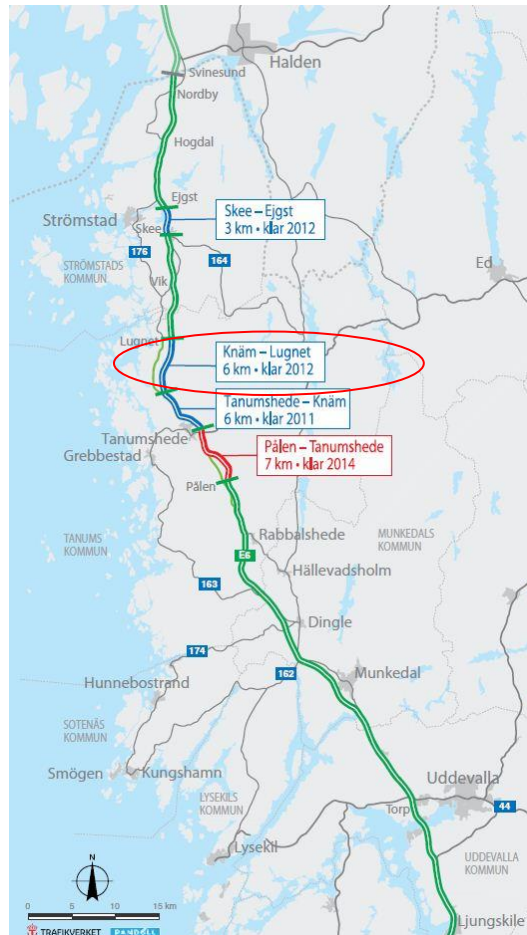 Halden
Svinesund
Nordby
Hogdal
Ejgst
Skee – Ejgst
3 km • klar 2012
Strömstad
Skee
176
164
Ed
STRÖMSTADS
KOMMUN
Vik
Lugnet
Knäm – Lugnet
6 km • klar 2012
Tanumshede – Knäm
6 km • klar 2011
Tanumshede
Grebbestad
Pålen – Tanumshede
7 km • klar 2014
Pålen
TANUMS
KOMMUN
Rabbalshede
MUNKEDALS
KOMMUN
E6
Hällevadsholm
163
Dingle
174
162
Munkedal
Hunnebostrand
SOTENÄS
KOMMUN
Smögen
Kungshamn
LYSEKILS
KOMMUN
Uddevalla
Torp
44
Lysekil
UDDEVALLA
KOMMUN
N
0 5 10 15 km
Ljungskile
TRAFIKVERKET PANDELL